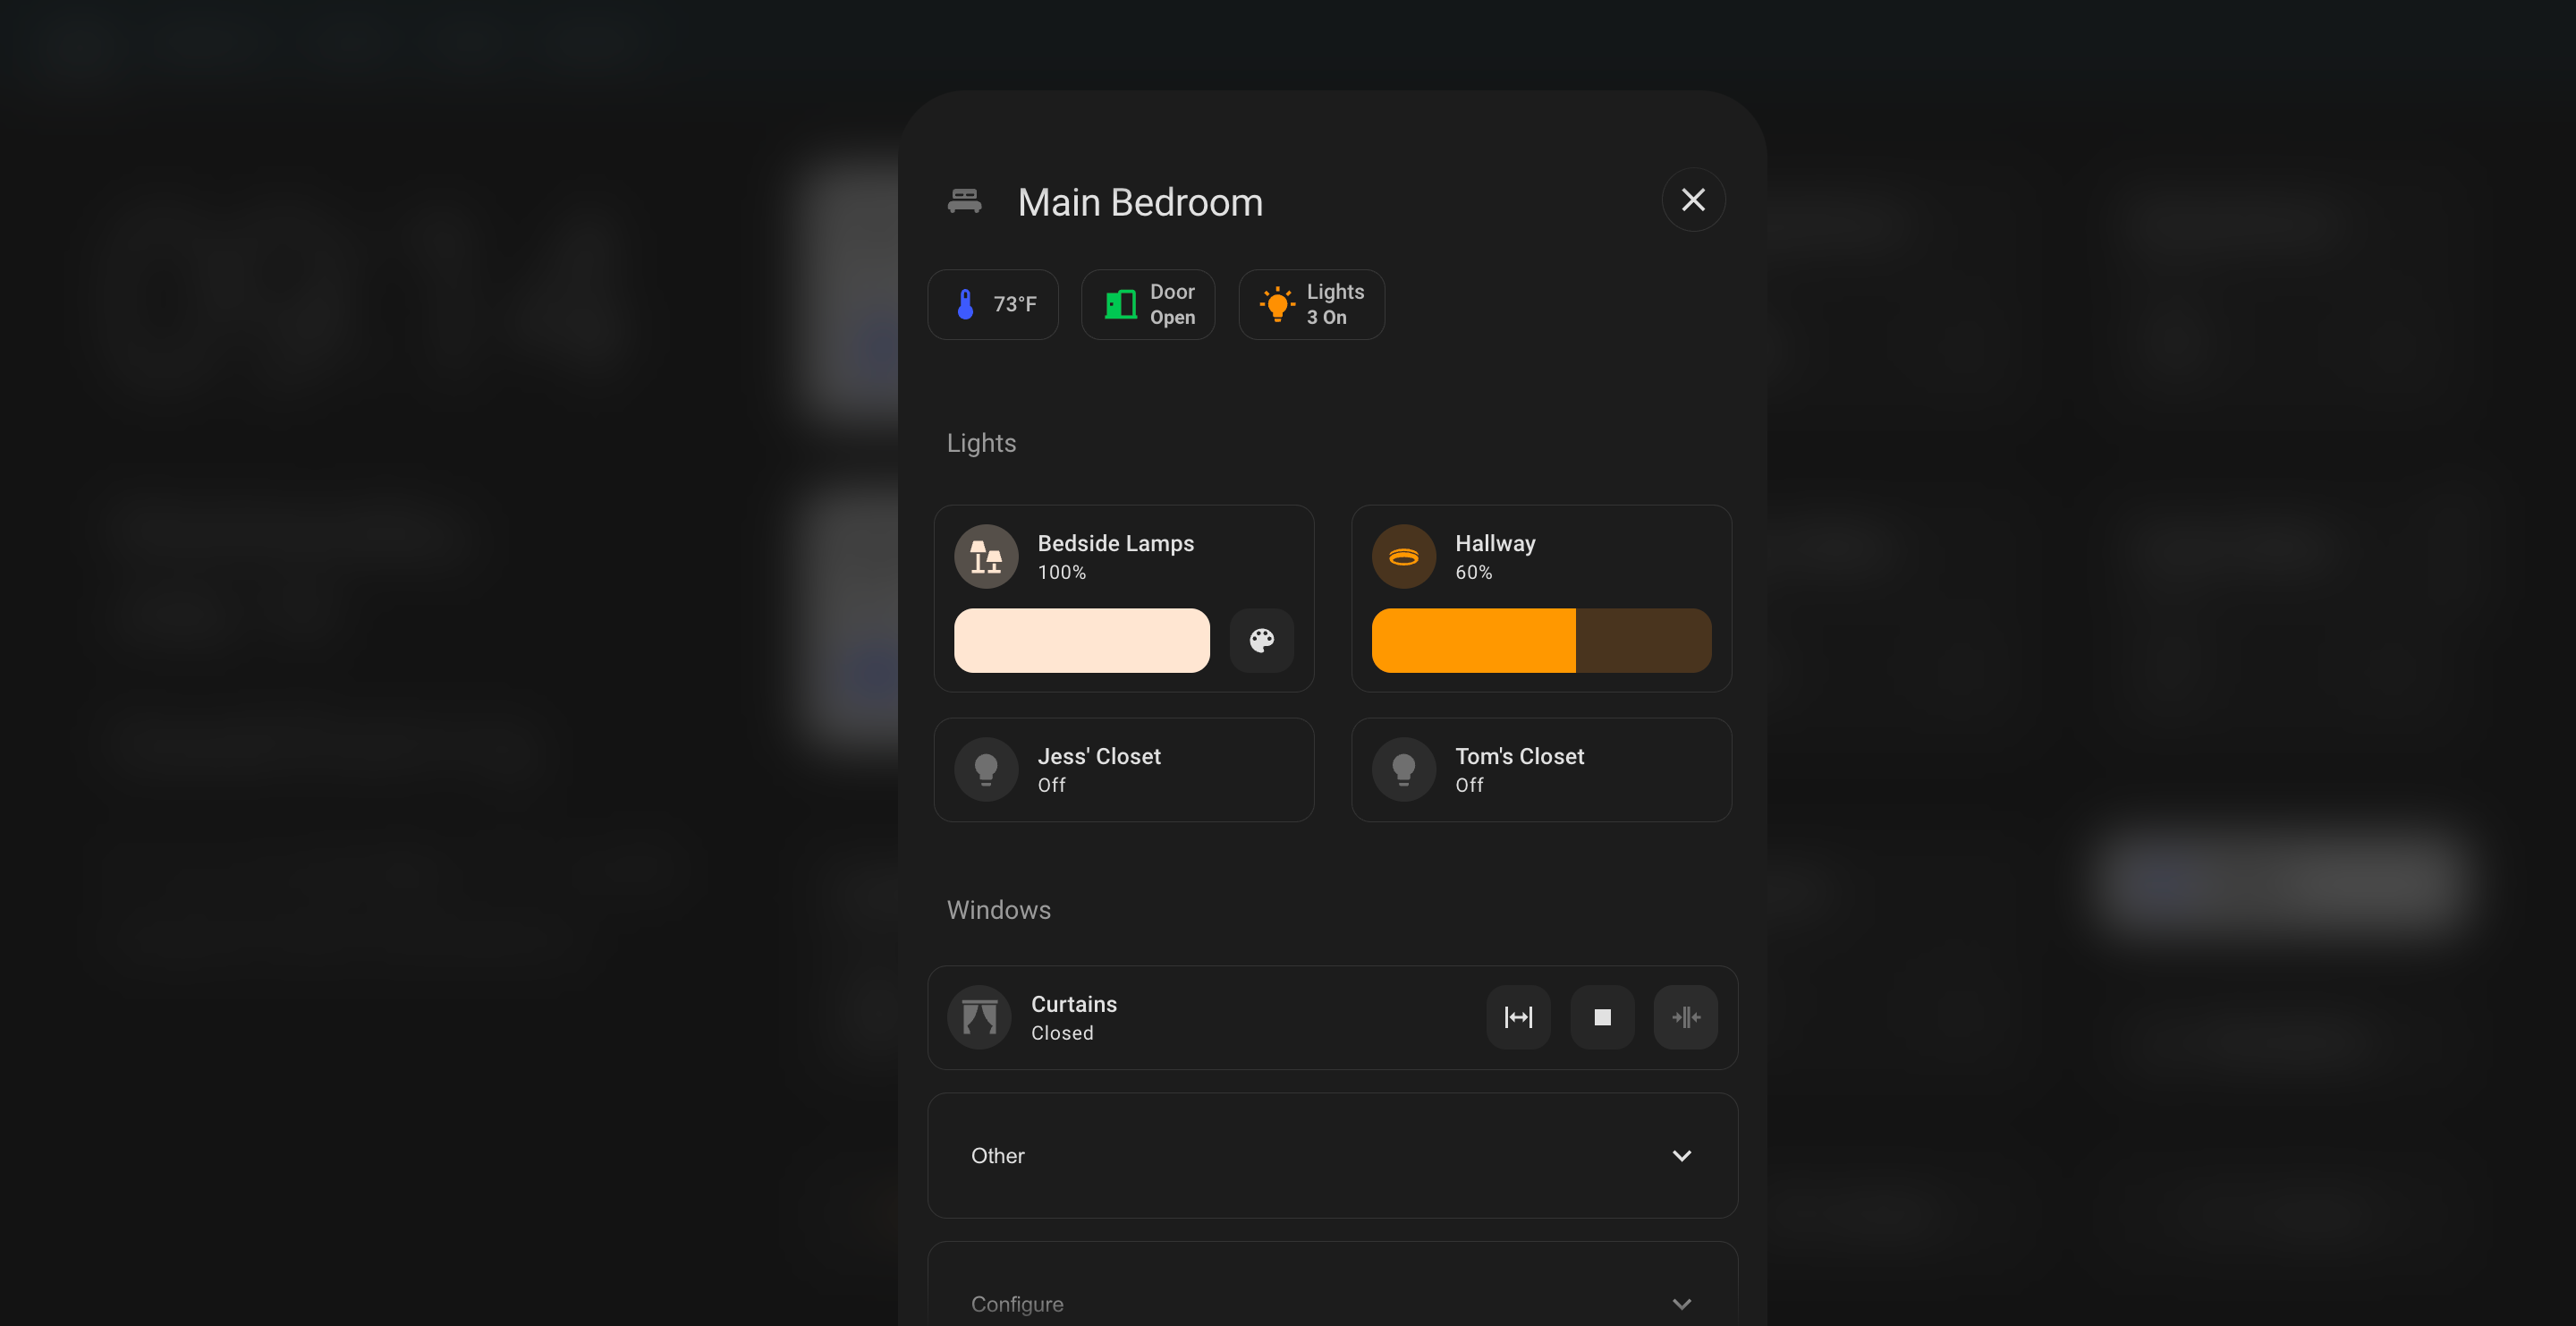 Main Bedroom
73°F
Door
Open
Lights
3 On
Lights
Bedside Lamps
100%
Hallway
60%
Jess' Closet
Off
Tom's Closet
Off
Windows
Curtains
Closed
Other
Configure